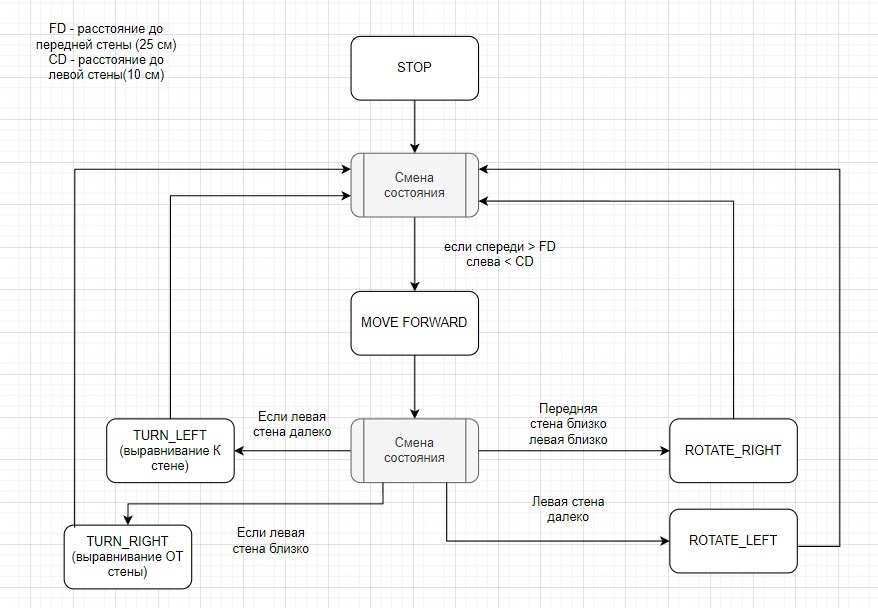 FD - расстояние до
передней стены (25 см)
CD - расстояние до
левой стены(10 см)
STOP
Смена
состояния
если спереди > FD
слева < CD
MOVE FORWARD
Если левая
стена далеко
Передняя
стена близко
левая близко
TURN_LEFT
(выравнивание К
стене)
Смена
состояния
ROTATE_RIGHT
Левая стена
далеко
TURN_RIGHT
(выравнивание ОТ
стены)
Если левая
стена близко
ROTATE_LEFT